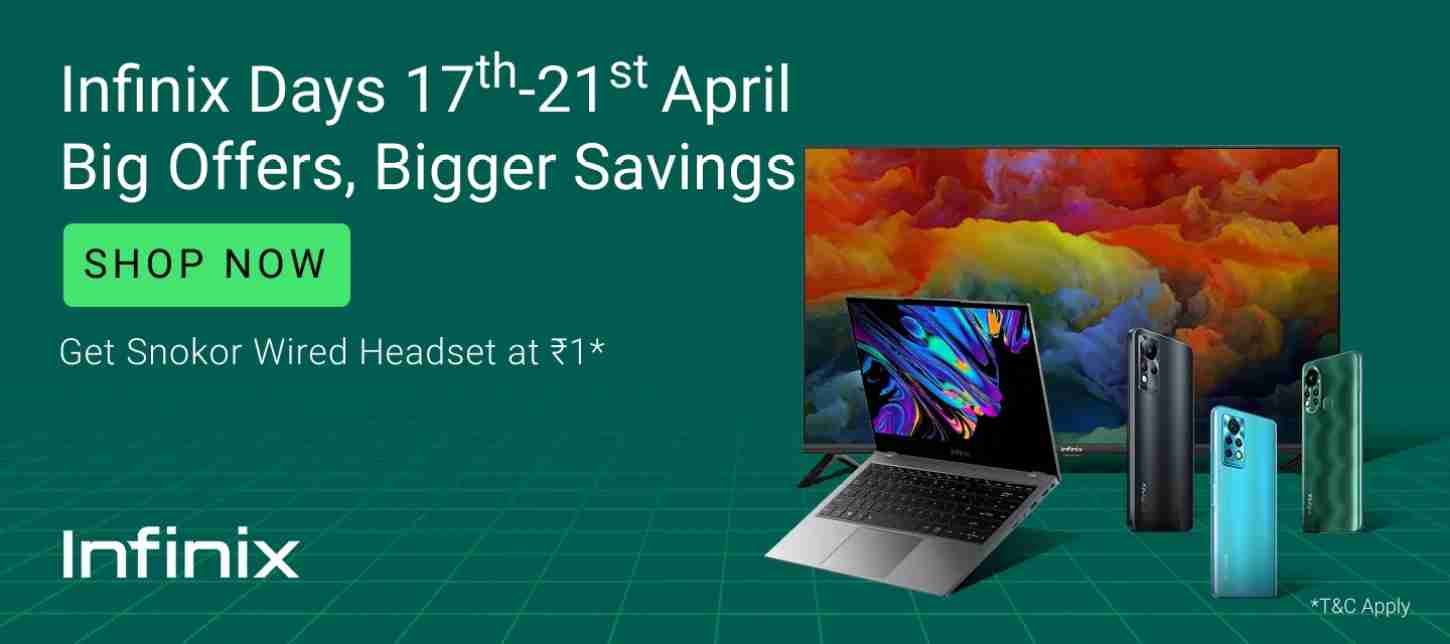 Infinix Days 17th-21st April
Big Offers, Bigger Savings
SHOP NOW
Get Snokor Wired Headset at ₹1*
Infinix
Infinix
*T&C Apply